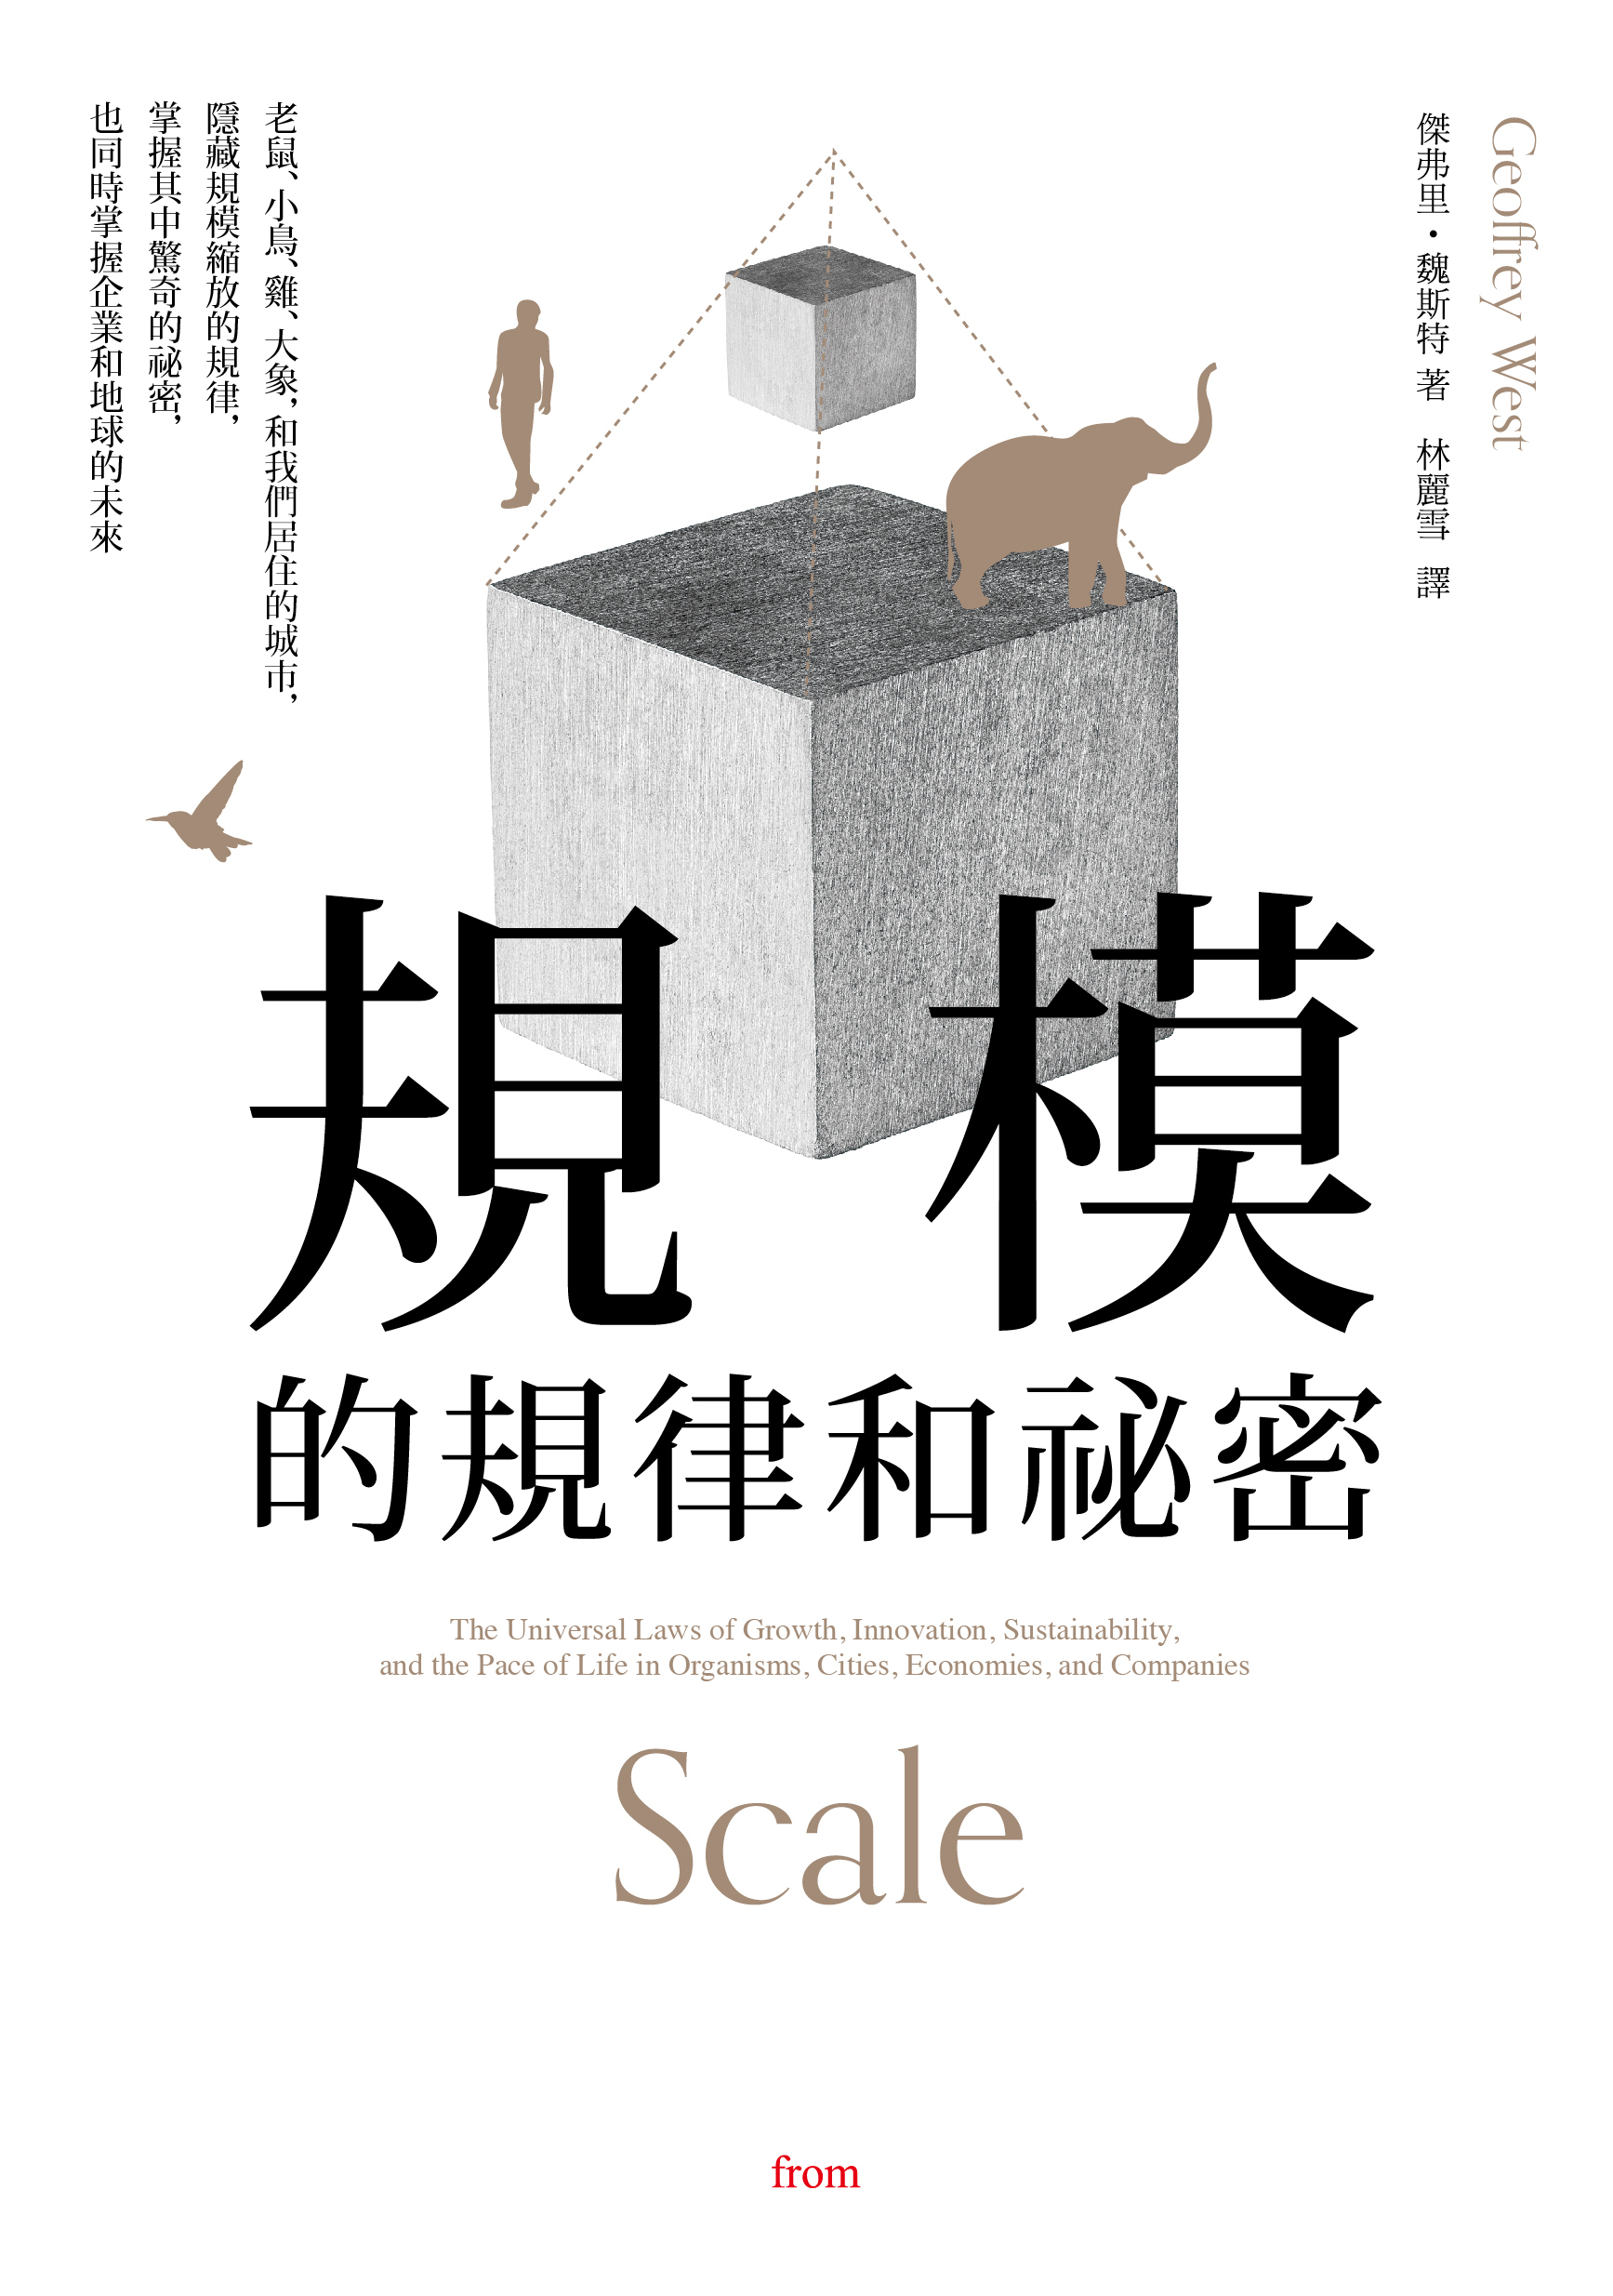 Geoffrey West
傑弗里・魏斯特 著　林麗雪　譯
老鼠、小鳥、雞、大象，和我們居住的城市，
隱藏規模縮放的規律，
掌握其中驚奇的祕密，
也同時掌握企業和地球的未來
規模
的規律和祕密
The Universal Laws of Growth, Innovation, Sustainability,
and the Pace of Life in Organisms, Cities, Economies, and Companies
Scale
from